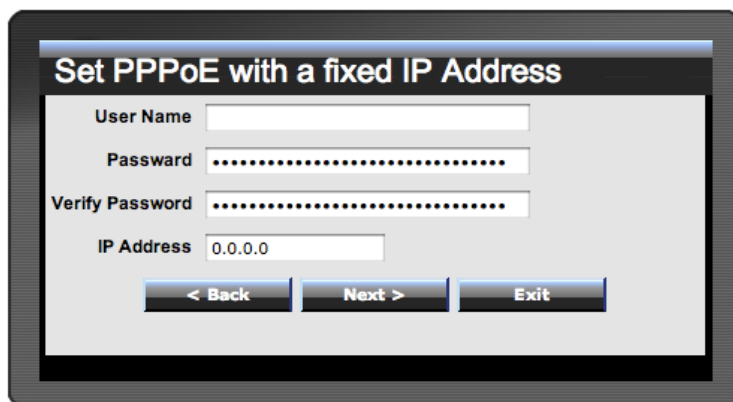 Set PPPoE with a fixed IP Address
User Name
Passward ••••••••••••••••••••••••••••••••
Verify Password ••••••••••••••••••••••••••••••••
IP Address 0.0.0.0
< Back Next > Exit